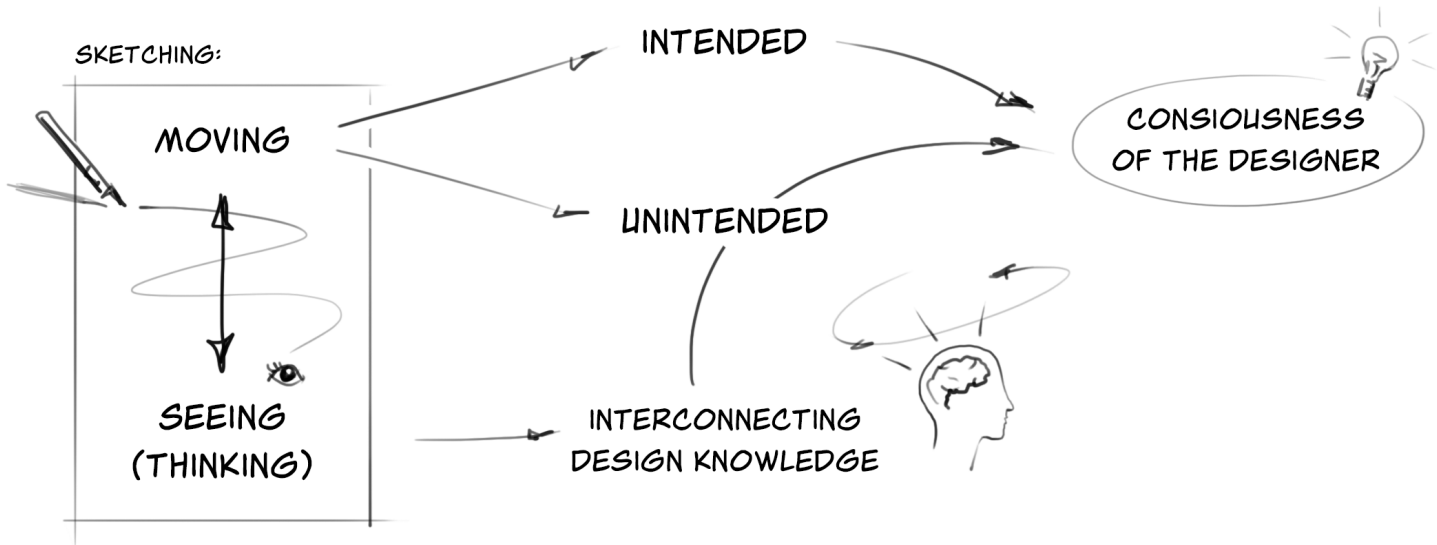 SKETCHING:
MOVING
SEEING
(THINKING)
INTENDED
UNINTENDED
INTERCONNECTING
DESIGN KNOWLEDGE
CONSIOUSNESS
OF THE DESIGNER